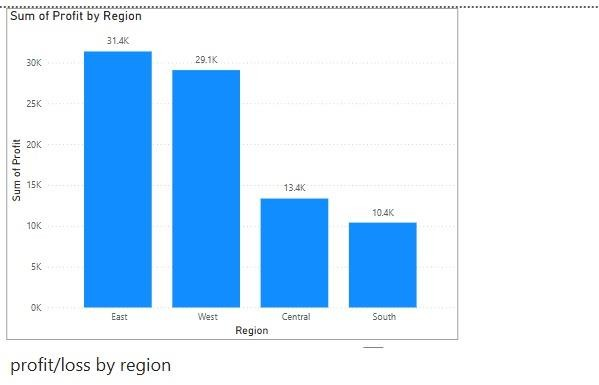 Sum of Profit by Region
31.4K
29.1K
13.4K
10.4K
30K
25K
20K
15K
10K
5K
0K
Sum of Profit
East
West
Central
South
Region
profit/loss by region